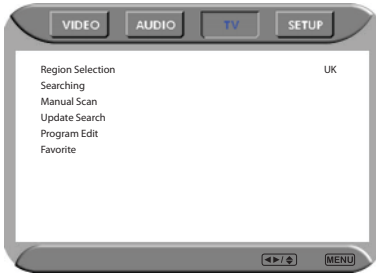 VIDEO AUDIO TV SETUP
Region Selection UK
Searching
Manual Scan
Update Search
Program Edit
Favorite
◄►/♦ MENU